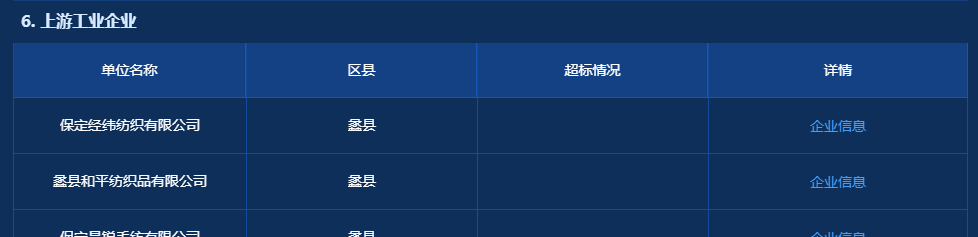 6. 上游工业企业
单位名称 区县 超标情况 详情
保定经纬纺织有限公司 蠡县 企业信息
蠡县和平纺织品有限公司 蠡县 企业信息